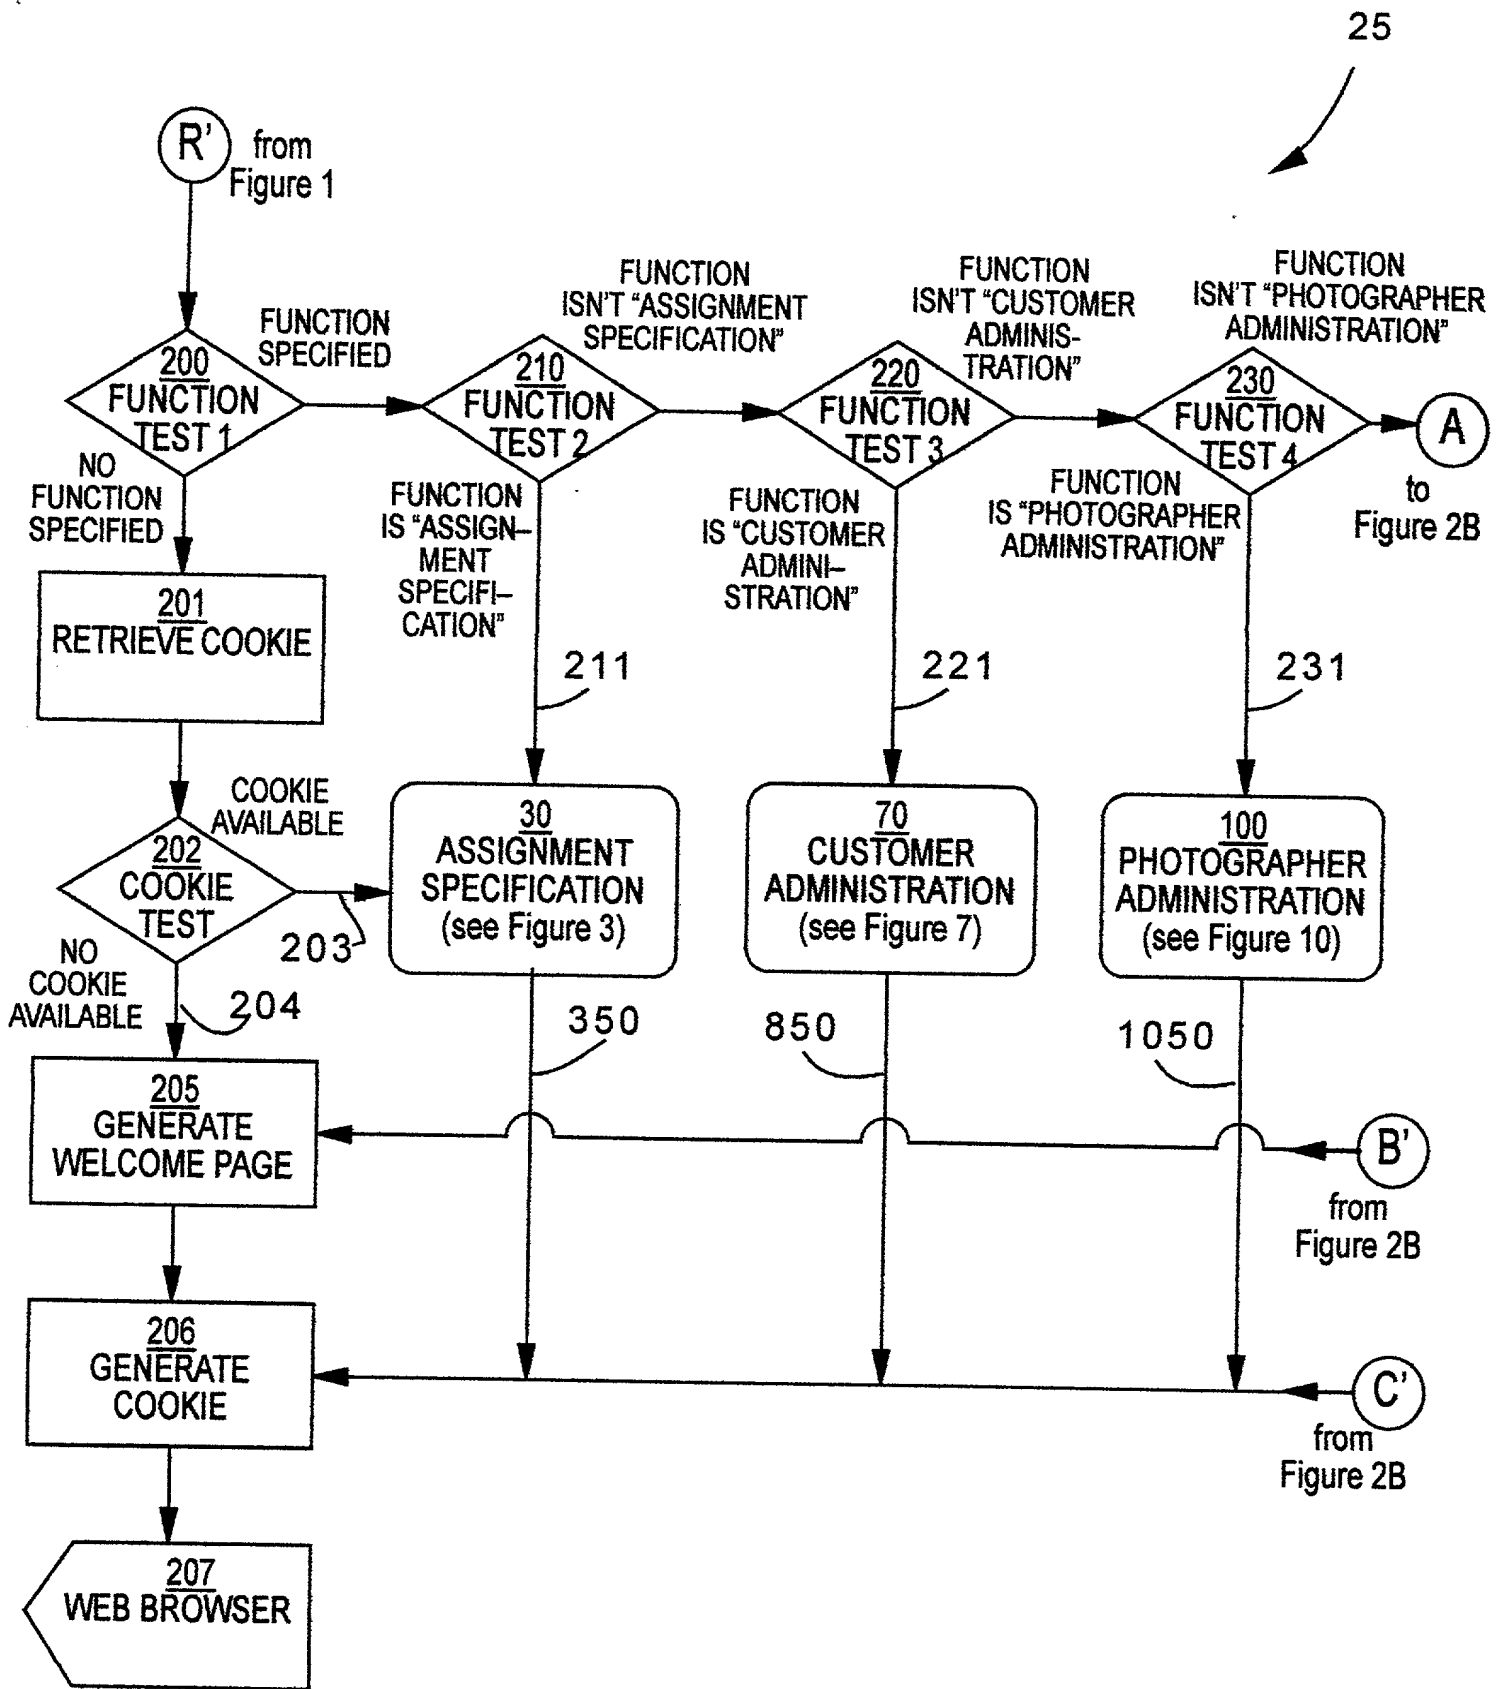 25
R'
from
Figure 1
FUNCTION
SPECIFIED
FUNCTION
ISN'T "ASSIGNMENT
SPECIFICATION"
FUNCTION
ISN'T "CUSTOMER
ADMINIS-
TRATION"
FUNCTION
ISN'T "PHOTOGRAPHER
ADMINISTRATION"
200
FUNCTION
TEST 1
210
FUNCTION
TEST 2
220
FUNCTION
TEST 3
230
FUNCTION
TEST 4
A
to
Figure 2B
NO
FUNCTION
SPECIFIED
FUNCTION
IS "ASSIGN–
MENT
SPECIFI–
CATION"
FUNCTION
IS "CUSTOMER
ADMINI–
STRATION"
FUNCTION
IS "PHOTOGRAPHER
ADMINISTRATION"
201
RETRIEVE COOKIE
211
221
231
COOKIE
AVAILABLE
202
COOKIE
TEST
203
30
ASSIGNMENT
SPECIFICATION
(see Figure 3)
70
CUSTOMER
ADMINISTRATION
(see Figure 7)
100
PHOTOGRAPHER
ADMINISTRATION
(see Figure 10)
NO
COOKIE
AVAILABLE
204
350
850
1050
205
GENERATE
WELCOME PAGE
B'
from
Figure 2B
206
GENERATE
COOKIE
C'
from
Figure 2B
207
WEB BROWSER